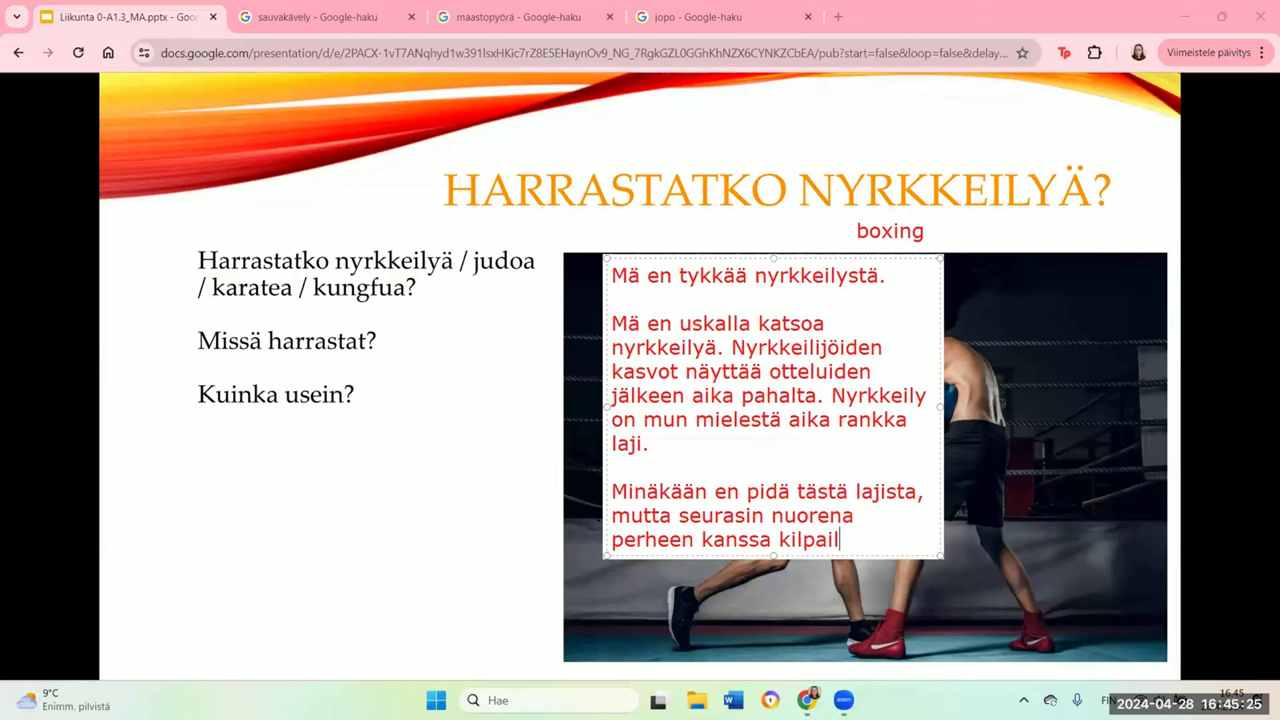 Liikunta 0-A1.3_MA.pptx - Goo
sauvakävely - Google-haku
maastopyörä - Google-haku
jopo - Google-haku
docs.google.com/presentation/d/e/2PACX-1vT7ANqhyd1w391lsxHKic7rZ8E5EHaynOv9_NG_7RgkGZL0GGhKhNZX6CYNKZCbEA/pub?start=false&loop=false&delay...
Viimeistele päivitys
HARRASTATKO NYRKKEILYÄ?
boxing
Harrastatko nyrkkeilyä / judoa
/ karatea / kungfua?
Missä harrastat?
Kuinka usein?
Mä en tykkää nyrkkeilystä.
Mä en uskalla katsoa
nyrkkeilyä. Nyrkkeilijöiden
kasvot näyttää otteluiden
jälkeen aika pahalta. Nyrkkeily
on mun mielestä aika rankka
laji.
Minäkään en pidä tästä lajista,
mutta seurasin nuorena
perheen kanssa kilpail
9°C
Enimm. pilvistä
Hae
zoom
FIN
16.45
2024-04-28 16:45:25